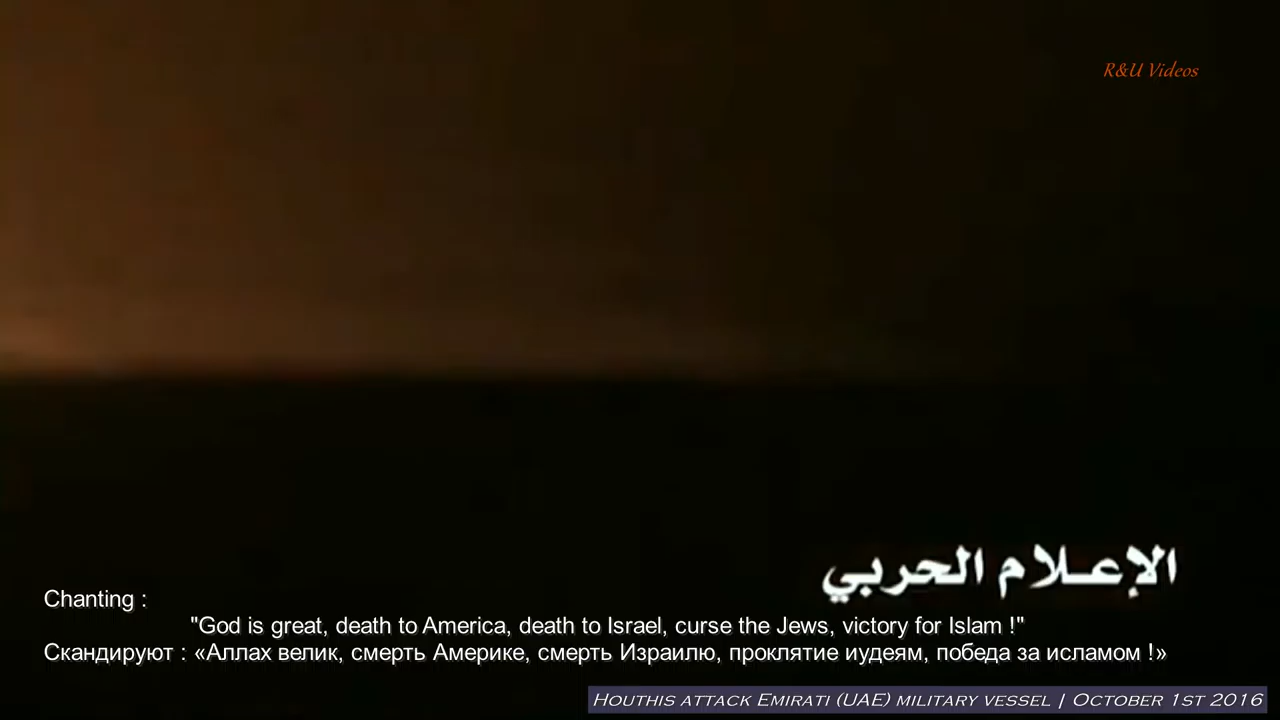 R&U Videos
الإعلام الحربي
Chanting :
"God is great, death to America, death to Israel, curse the Jews, victory for Islam !"
Скандируют : «Аллах велик, смерть Америке, смерть Израилю, проклятие иудеям, победа за исламом !»
Houthis attack Emirati (UAE) military vessel | October 1st 2016